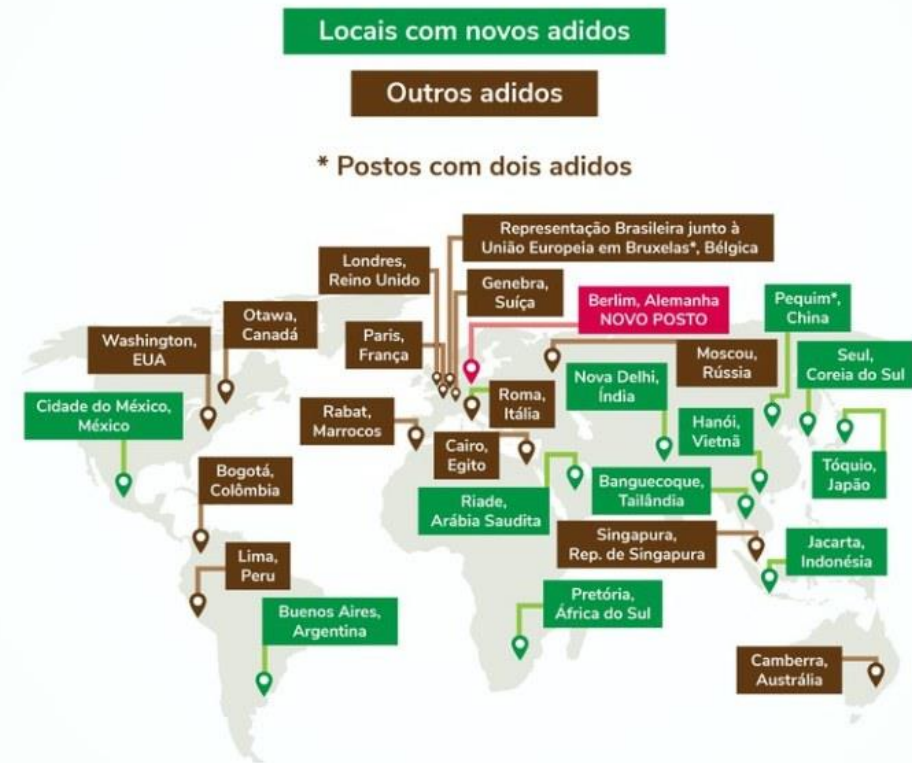 Locais com novos adidos
Outros adidos
* Postos com dois adidos
Representação Brasileira junto à
União Europeia em Bruxelas*, Bélgica
Londres,
Reino Unido
Genebra,
Suíça
Berlim, Alemanha
NOVO POSTO
Pequim*,
China
Otawa,
Canadá
Washington,
EUA
Paris,
França
Moscou,
Rússia
Seul,
Coreia do Sul
Nova Delhi,
Índia
Roma,
Itália
Cidade do México,
México
Rabat,
Marrocos
Hanói,
Vietnã
Cairo,
Egito
Tóquio,
Japão
Bogotá,
Colômbia
Riade,
Arábia Saudita
Banguecoque,
Tailândia
Singapura,
Rep. de Singapura
Jacarta,
Indonésia
Lima,
Peru
Buenos Aires,
Argentina
Pretória,
África do Sul
Camberra,
Austrália